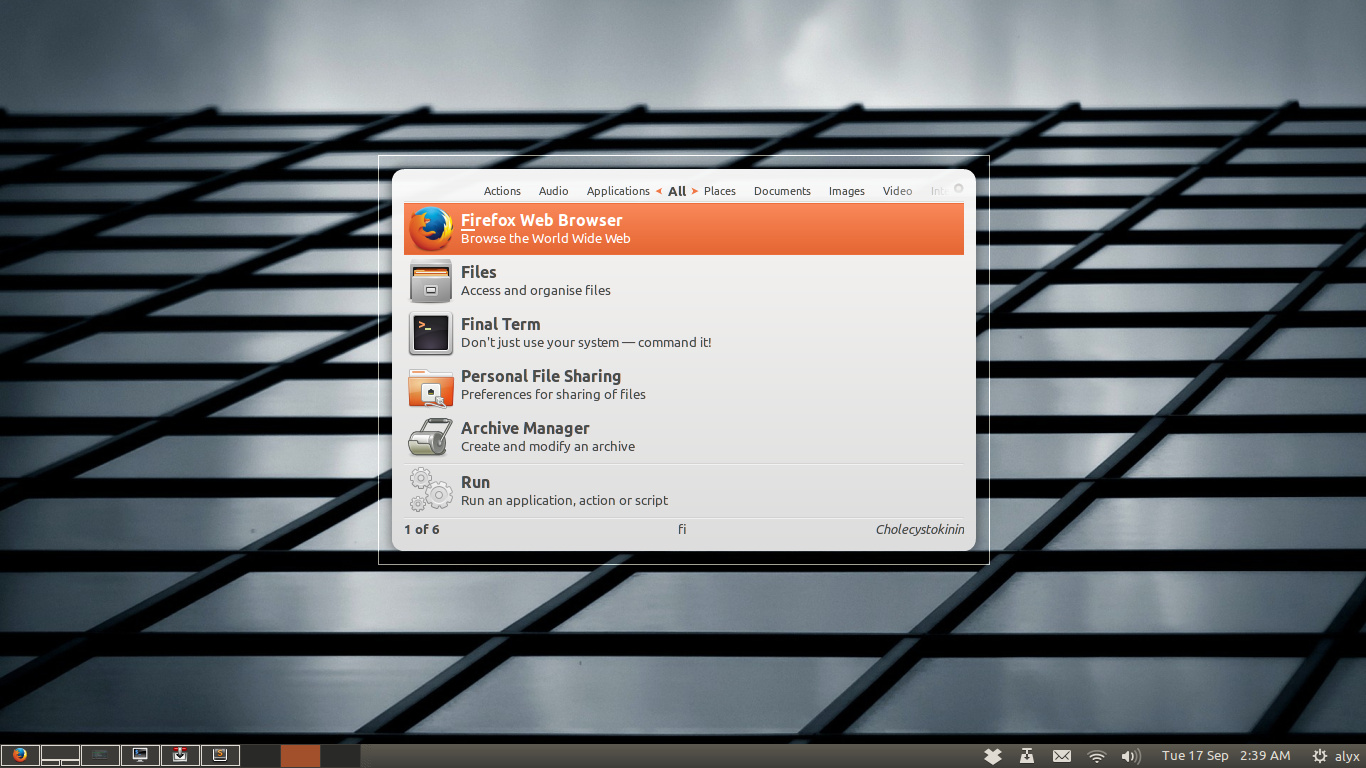 Actions Audio Applications All Places Documents Images Video
Firefox Web Browser
Browse the World Wide Web
Files
Access and organise files
Final Term
Don't just use your system — command it!
Personal File Sharing
Preferences for sharing of files
Archive Manager
Create and modify an archive
Run
Run an application, action or script
1 of 6 fi Cholecystokinin
Tue 17 Sep 2:39 AM alyx